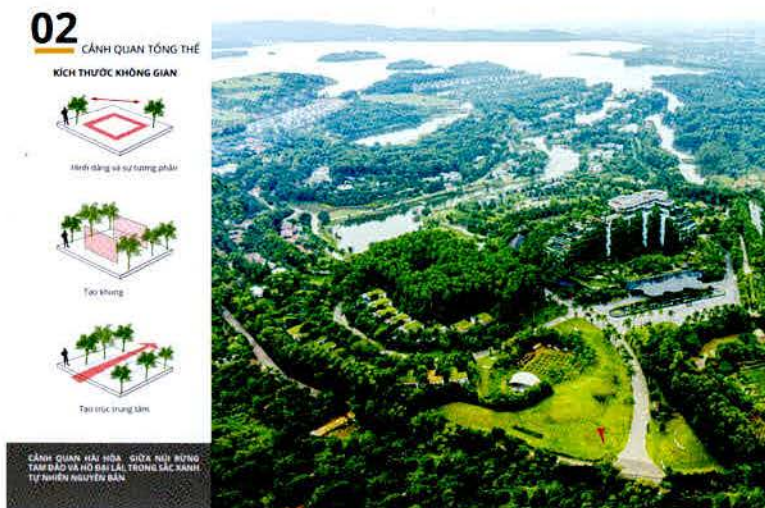 02
CẢNH QUAN TỔNG THỂ
KÍCH THƯỚC KHÔNG GIAN
Hình dáng và sự tương phản
Tạo khung
Tạo trục trung tâm
CẢNH QUAN HÀI HÒA GIỮA NÚI RỪNG
TAM ĐẢO VÀ HỒ ĐẠI LẢI, TRONG SẮC XANH
TỰ NHIÊN NGUYÊN BẢN